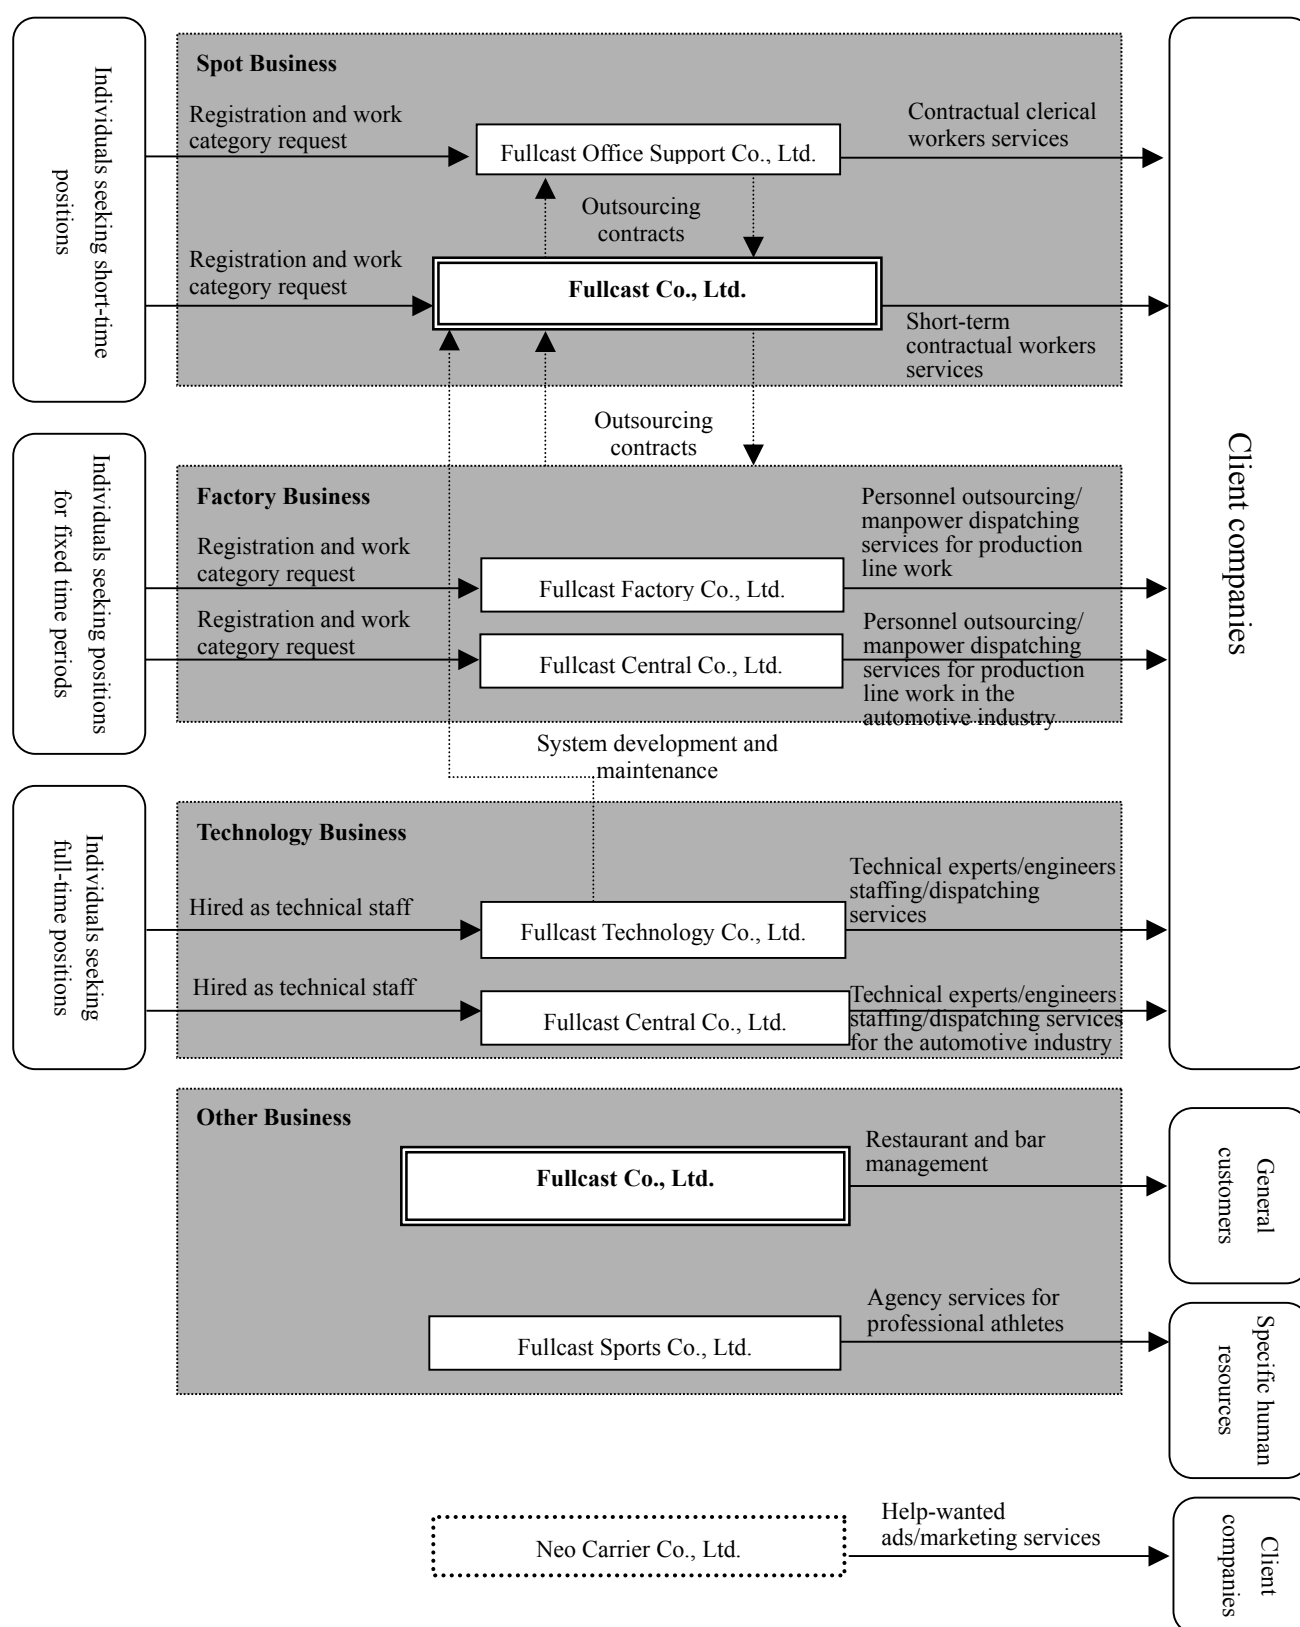 Individuals seeking short-time
positions
Spot Business
Registration and work
category request
Fullcast Office Support Co., Ltd.
Contractual clerical
workers services
Outsourcing
contracts
Registration and work
category request
Fullcast Co., Ltd.
Short-term
contractual workers
services
Outsourcing
contracts
Client companies
Individuals seeking positions
for fixed time periods
Factory Business
Registration and work
category request
Fullcast Factory Co., Ltd.
Personnel outsourcing/
manpower dispatching
services for production
line work
Registration and work
category request
Fullcast Central Co., Ltd.
Personnel outsourcing/
manpower dispatching
services for production
line work in the
automotive industry
System development and
maintenance
Individuals seeking
full-time positions
Technology Business
Hired as technical staff
Fullcast Technology Co., Ltd.
Technical experts/engineers
staffing/dispatching
services
Hired as technical staff
Fullcast Central Co., Ltd.
Technical experts/engineers
staffing/dispatching services
for the automotive industry
Other Business
Fullcast Co., Ltd.
Restaurant and bar
management
General
customers
Fullcast Sports Co., Ltd.
Agency services for
professional athletes
Specific human
resources
Neo Carrier Co., Ltd.
Help-wanted
ads/marketing services
Client
companies